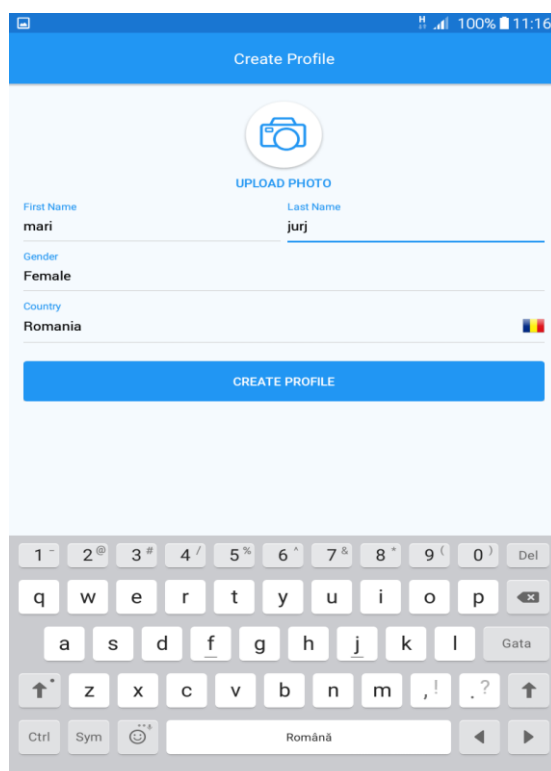 H 100% 11:16
Create Profile
UPLOAD PHOTO
First Name Last Name
mari jurj
Gender
Female
Country
Romania
CREATE PROFILE
1 - 2 @ 3 # 4 / 5 % 6 ^ 7 & 8 * 9 ( 0 ) Del
q w e r t y u i o p
a s d f g h j k l Gata
z x c v b n m , ! . ?
Ctrl Sym Română